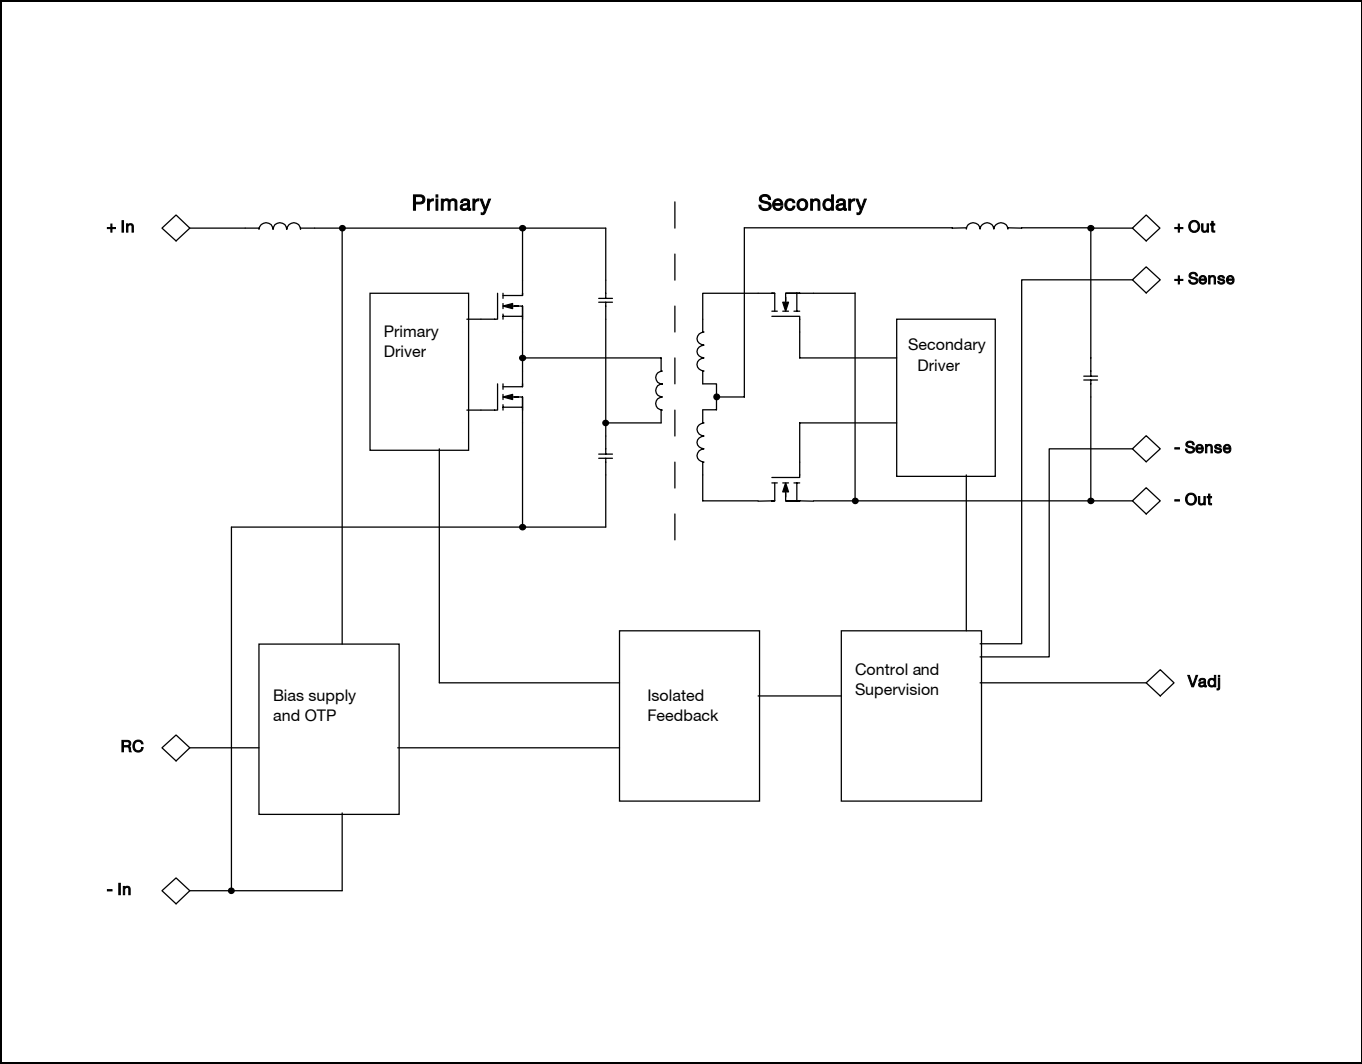 Primary
Secondary
+ In
+ Out
+ Sense
Primary
Driver
Secondary
Driver
- Sense
- Out
Bias supply
and OTP
Isolated
Feedback
Control and
Supervision
Vadj
RC
- In